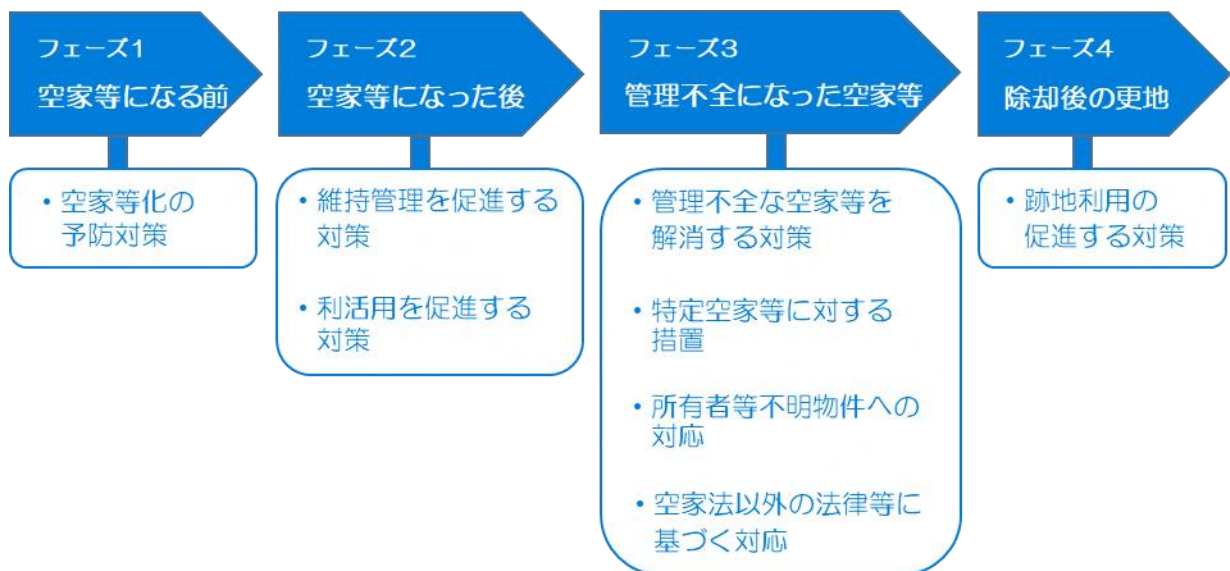 フェーズ1
空家等になる前
・空家等化の
予防対策
フェーズ2
空家等になった後
・維持管理を促進する
対策
・利活用を促進する
対策
フェーズ3
管理不全になった空家等
・管理不全な空家等を
解消する対策
・特定空家等に対する
措置
・所有者等不明物件への
対応
・空家法以外の法律等に
基づく対応
フェーズ4
除却後の更地
・跡地利用の
促進する対策